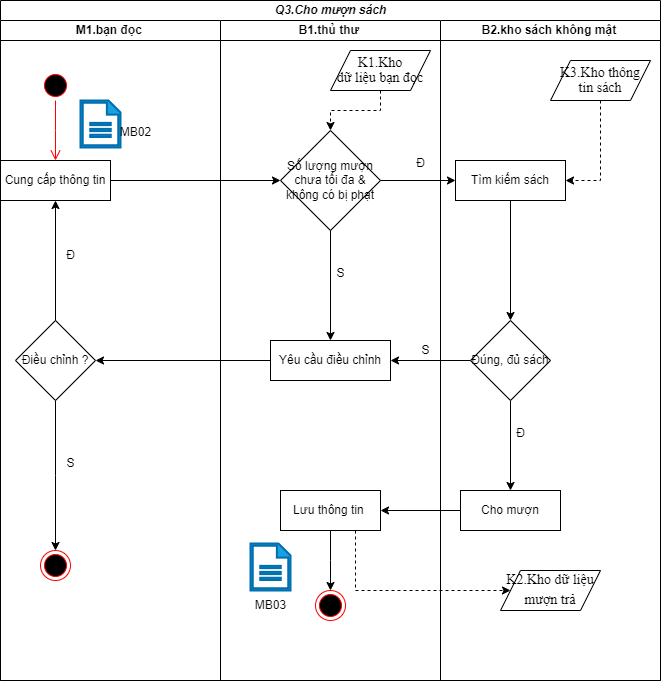 Q3.Cho mượn sách
M1.bạn đọc
B1.thủ thư
B2.kho sách không mật
K1.Kho
dữ liệu bạn đọc
K3.Kho thông
tin sách
MB02
Cung cấp thông tin
Số lượng mượn
chưa tối đa &
không có bị phạt
Đ
Tìm kiếm sách
Đ
S
Điều chỉnh ?
Yêu cầu điều chỉnh
S
Đúng, đủ sách
S
Đ
Lưu thông tin
Cho mượn
MB03
K2.Kho dữ liệu
mượn trả